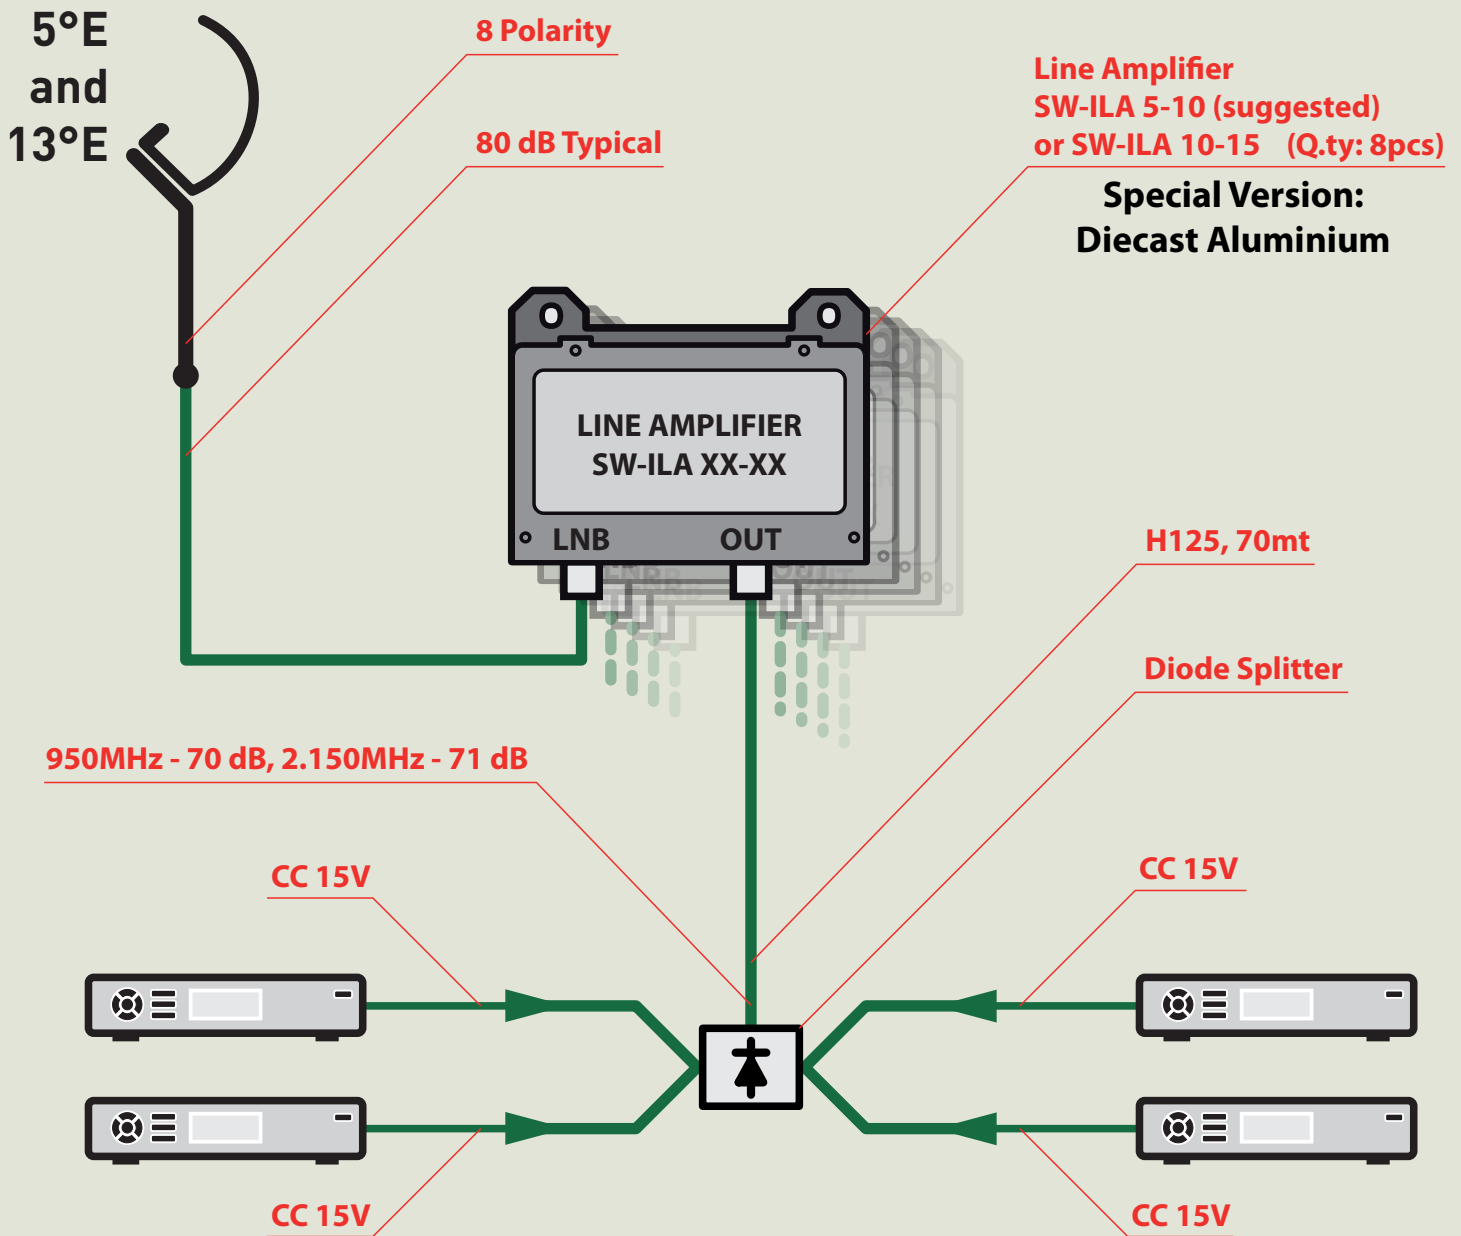 5°E
and
13°E
8 Polarity
80 dB Typical
Line Amplifier
SW-ILA 5-10 (suggested)
or SW-ILA 10-15 (Q.ty: 8pcs)
Special Version:
Diecast Aluminium
LINE AMPLIFIER
SW-ILA XX-XX
LNB OUT
H125, 70mt
Diode Splitter
950MHz - 70 dB, 2.150MHz - 71 dB
CC 15V
CC 15V
CC 15V
CC 15V